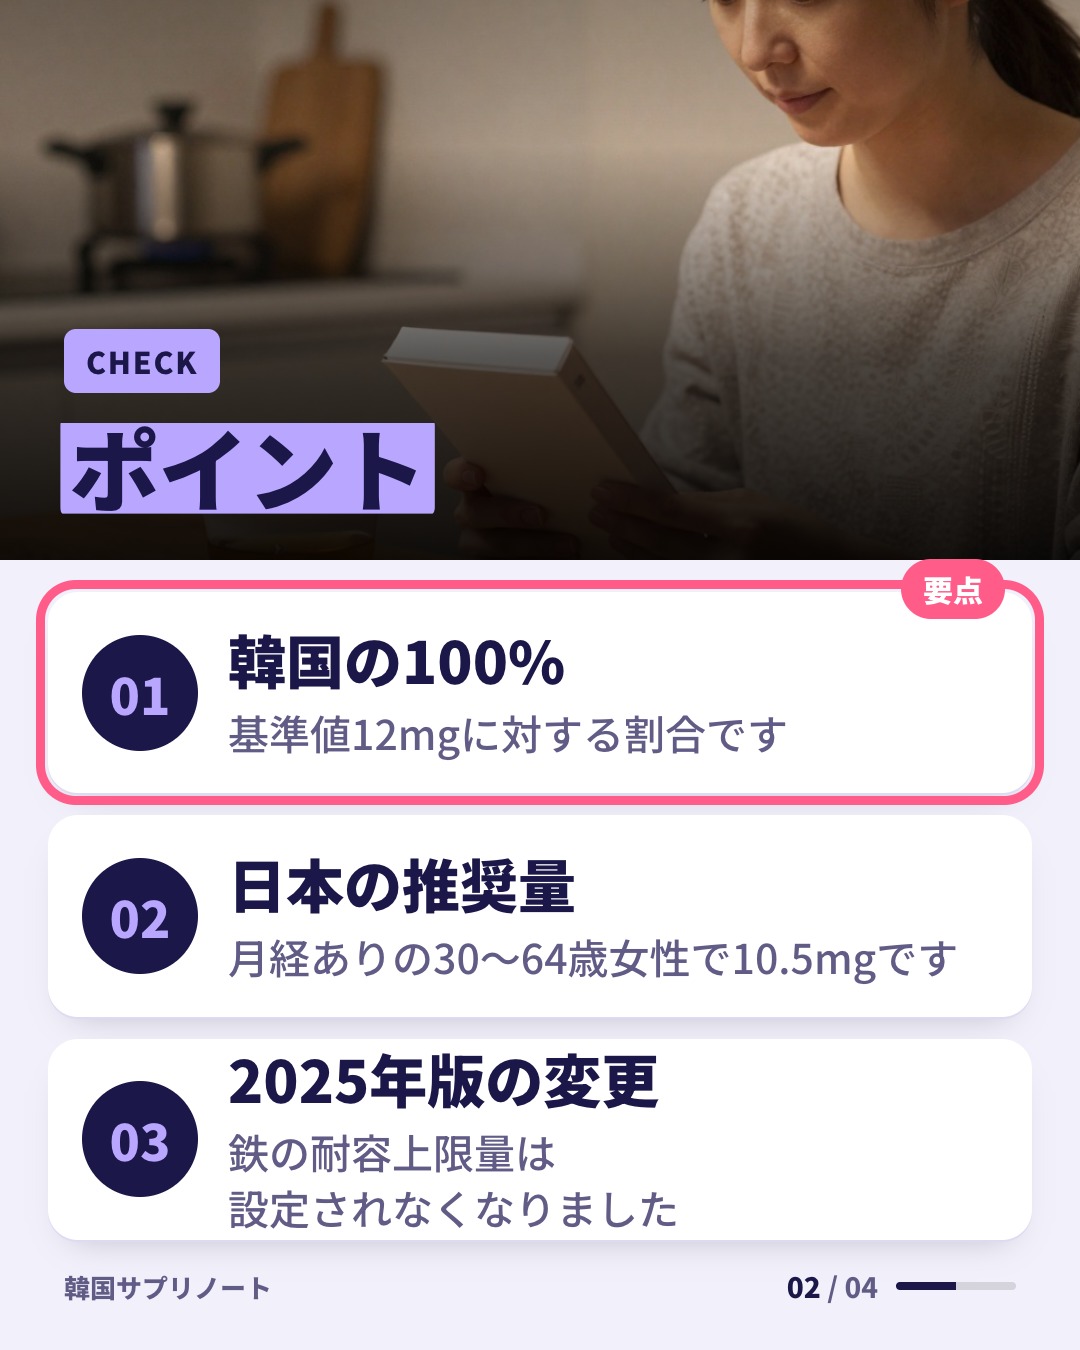 CHECK
ポイント
要点
01
韓国の100%
基準値12mgに対する割合です
02
日本の推奨量
月経ありの30〜64歳女性で10.5mgです
03
2025年版の変更
鉄の耐容上限量は
設定されなくなりました
韓国サプリノート
02 / 04